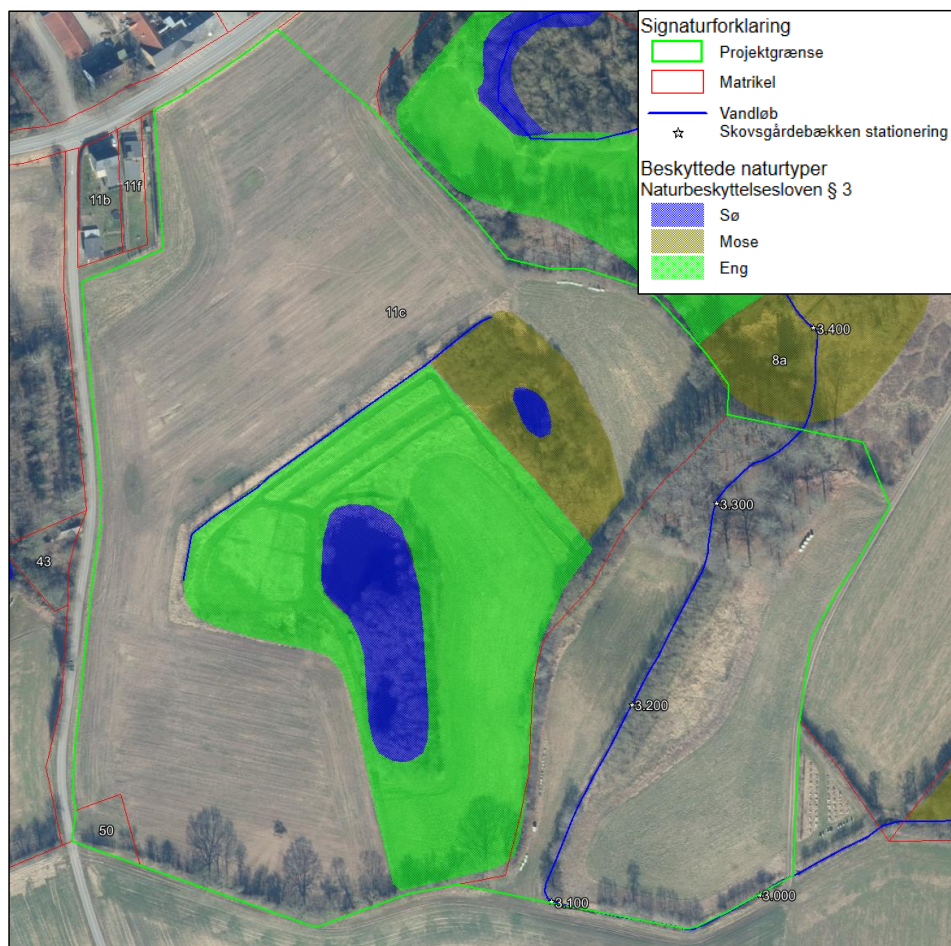 Signaturforklaring
Projektgrænse
Matrikel
Vandløb
Skovsgårdebækken stationering
Beskyttede naturtyper
Naturbeskyttelsesloven § 3
Sø
Mose
Eng
11f
11b
11c
3.400
8a
3.300
43
3.200
50
3.100
3.000